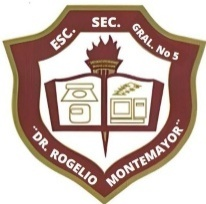 ESC. SEC. GRAL. No 5
"DR. ROGELIO MONTEMAYOR"